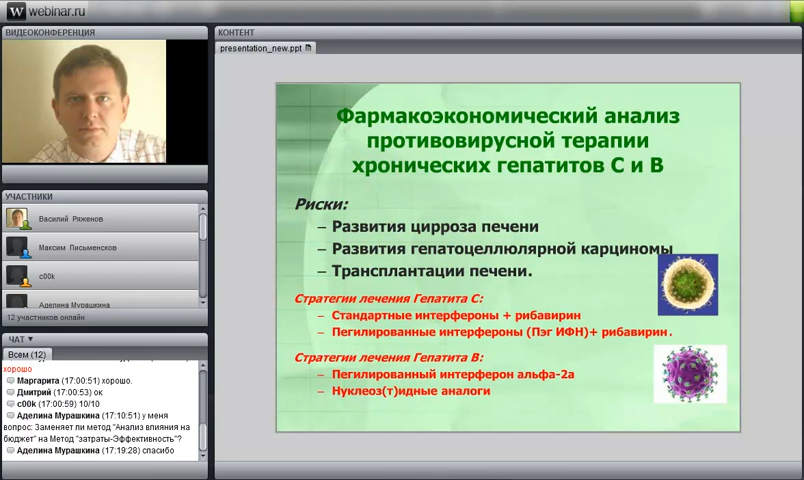 webinar.ru
ВИДЕОКОНФЕРЕНЦИЯ
УЧАСТНИКИ
Василий Ряженов
Максим Письменсков
c00k
Аделина Мурашкина
12 участников онлайн
ЧАТ
Всем (12)
хорошо
Маргарита (17:00:51) хорошо.
Дмитрий (17:00:53) ок
c00k (17:00:59) 10/10
Аделина Мурашкина (17:10:51) у меня
вопрос: Заменяет ли метод "Анализ влияния на
бюджет" на Метод "затраты-Эффективность"?
Аделина Мурашкина (17:19:28) спасибо
КОНТЕНТ
presentation_new.ppt
Фармакоэкономический анализ
противовирусной терапии
хронических гепатитов С и В
Риски:
– Развития цирроза печени
– Развития гепатоцеллюлярной карциномы
– Трансплантации печени.
Стратегии лечения Гепатита С:
– Стандартные интерфероны + рибавирин
– Пегилированные интерфероны (Пэг ИФН)+ рибавирин.
Стратегии лечения Гепатита В:
– Пегилированный интерферон альфа-2а
– Нуклеоз(т)идные аналоги